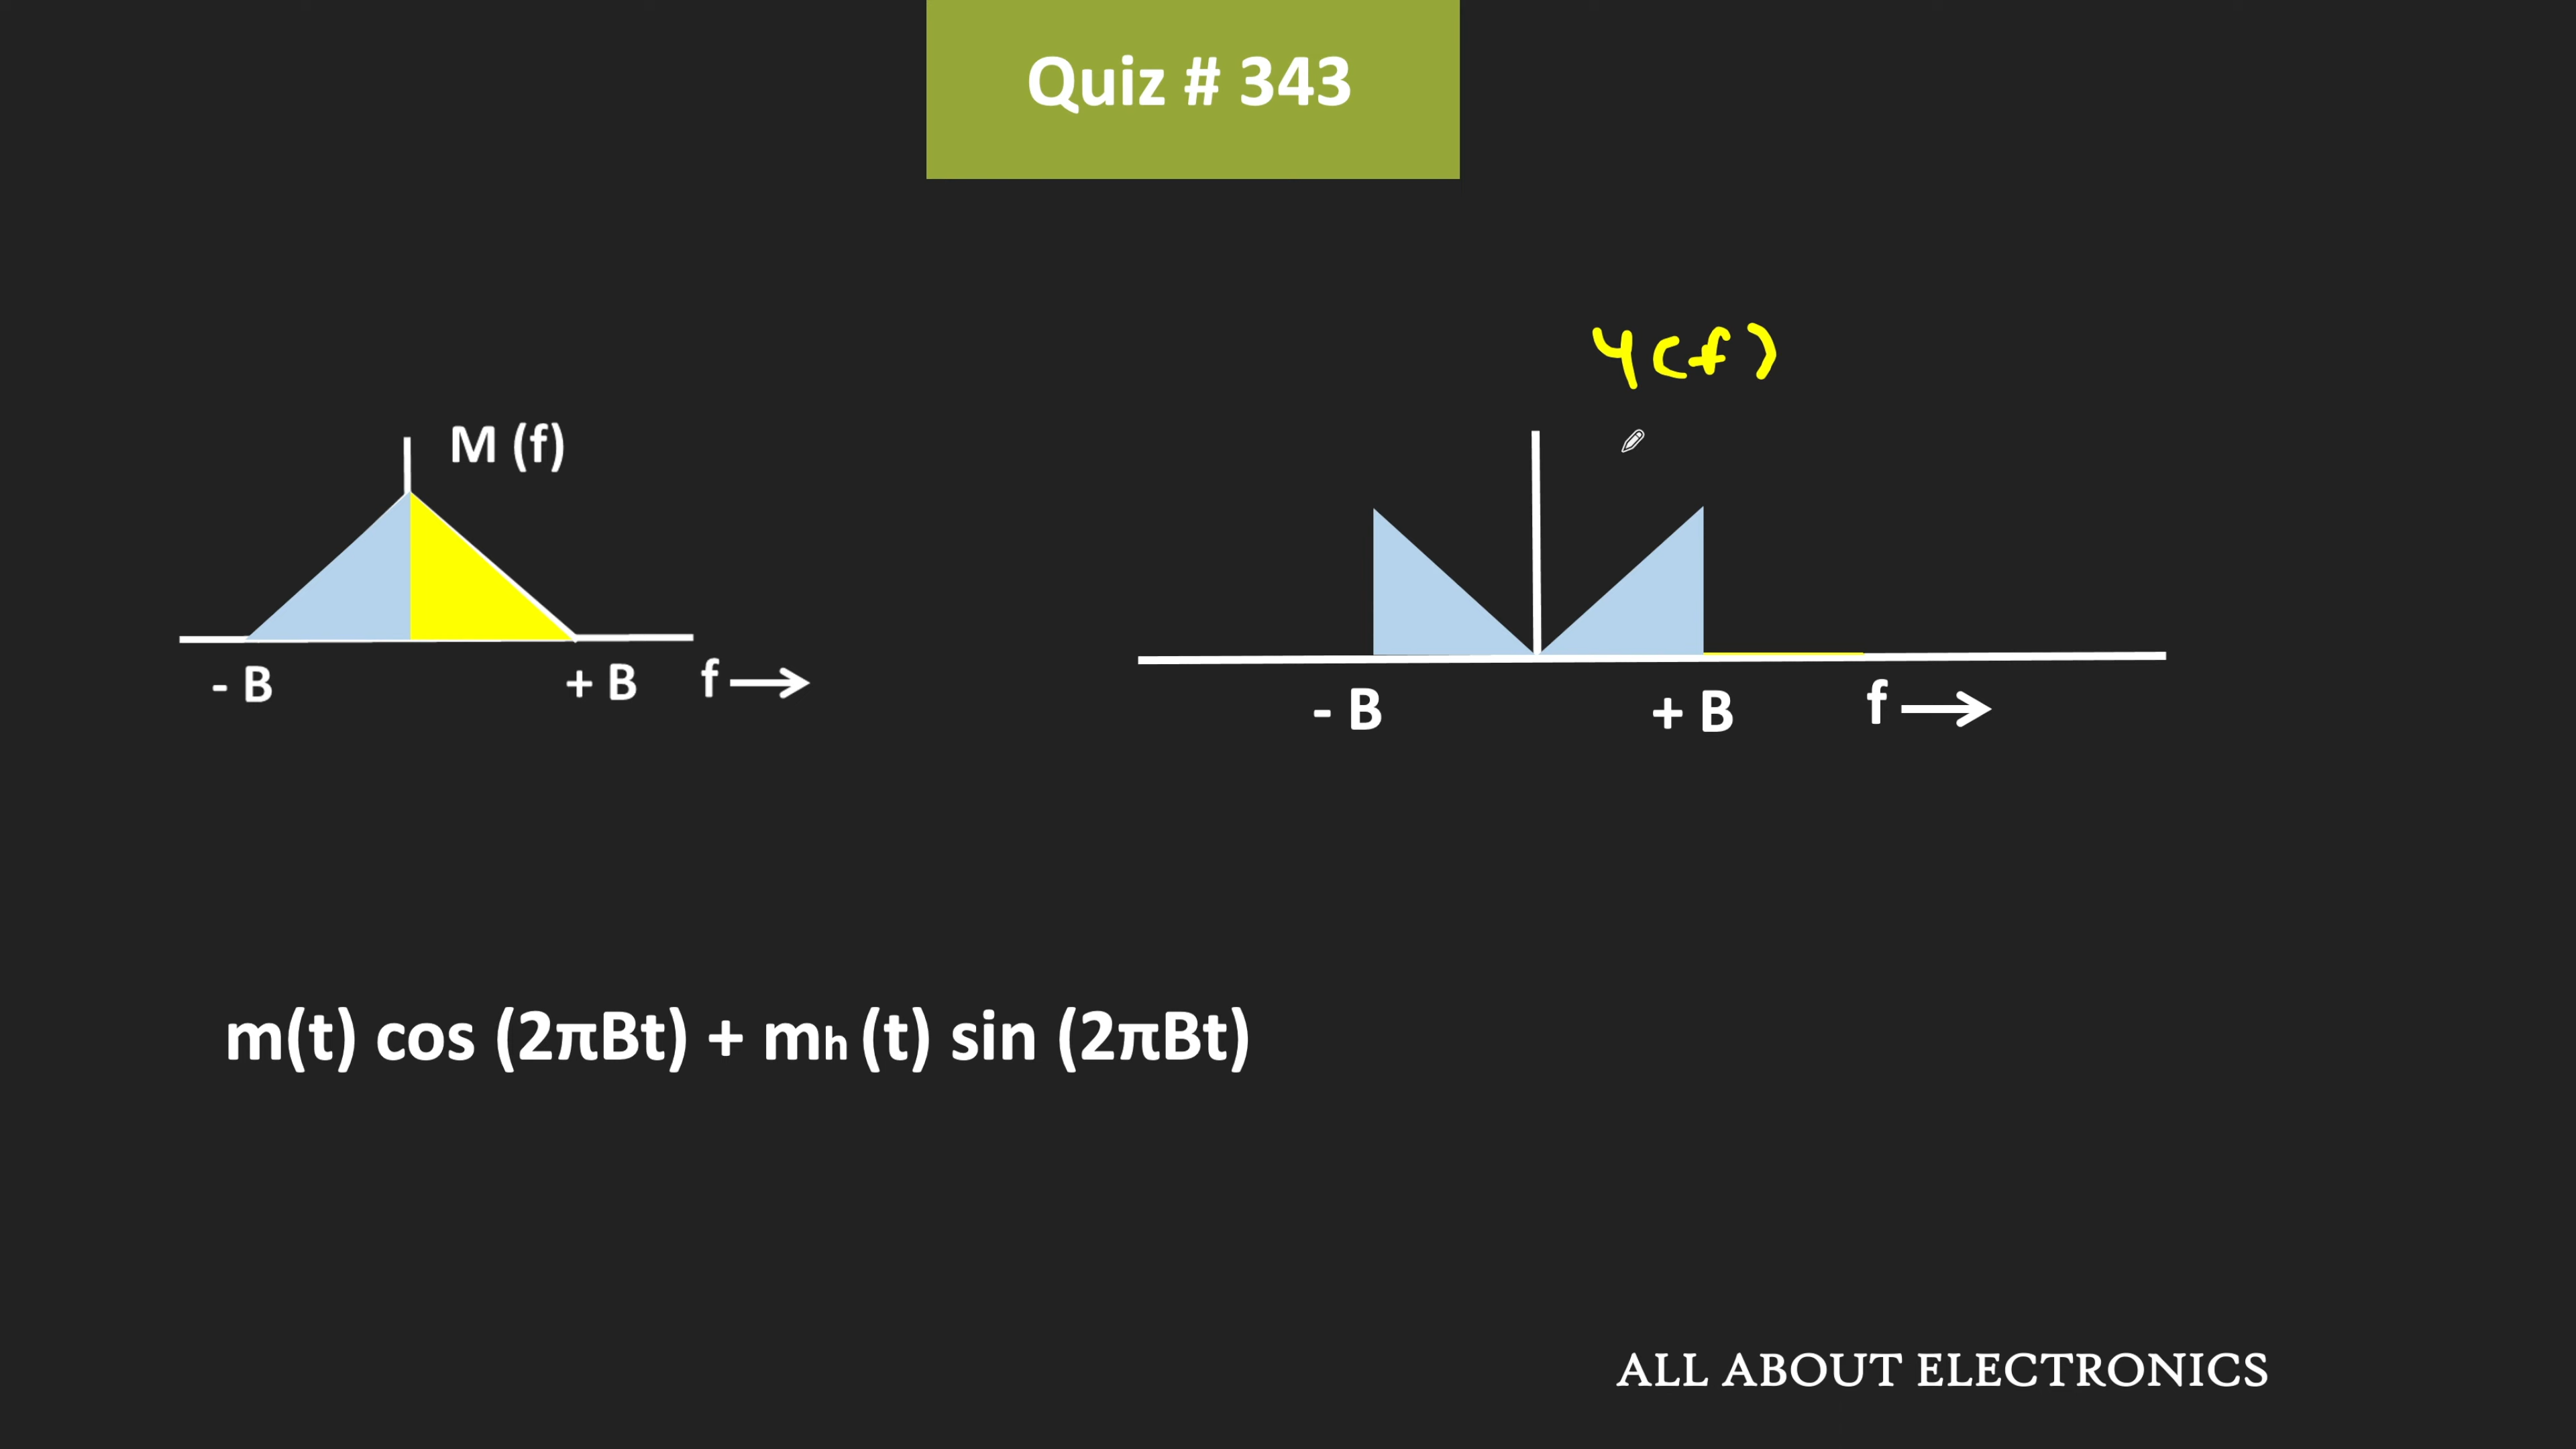 Quiz # 343
Y(f)
M (f)
- B
+ B
f
- B
+ B
f
m(t) cos (2πBt) + mh (t) sin (2πBt)
ALL ABOUT ELECTRONICS